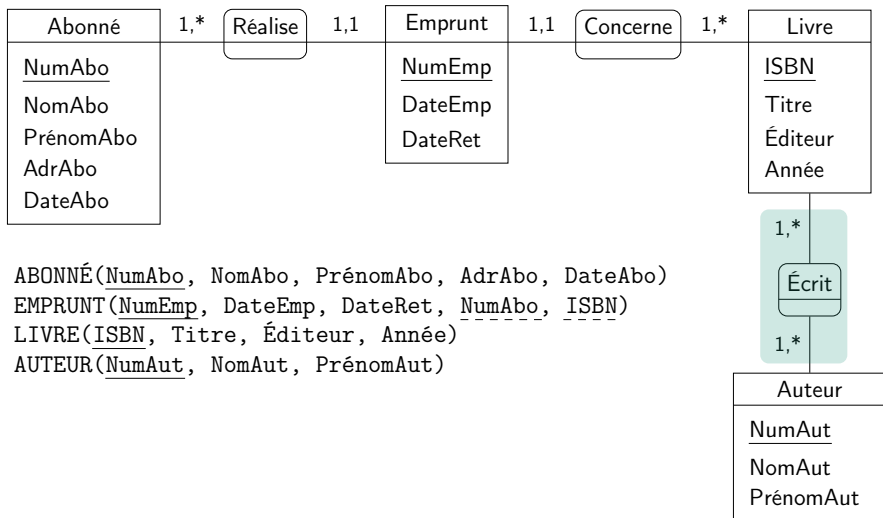 Abonné 1,* Réalise 1,1 Emprunt 1,1 Concerne 1,* Livre
NumAbo
NomAbo
PrénomAbo
AdrAbo
DateAbo
NumEmp
DateEmp
DateRet
ISBN
Titre
Éditeur
Année
1,*
Écrit
1,*
ABONNÉ(NumAbo, NomAbo, PrénomAbo, AdrAbo, DateAbo)
EMPRUNT(NumEmp, DateEmp, DateRet, NumAbo, ISBN)
LIVRE(ISBN, Titre, Éditeur, Année)
AUTEUR(NumAut, NomAut, PrénomAut)
Auteur
NumAut
NomAut
PrénomAut